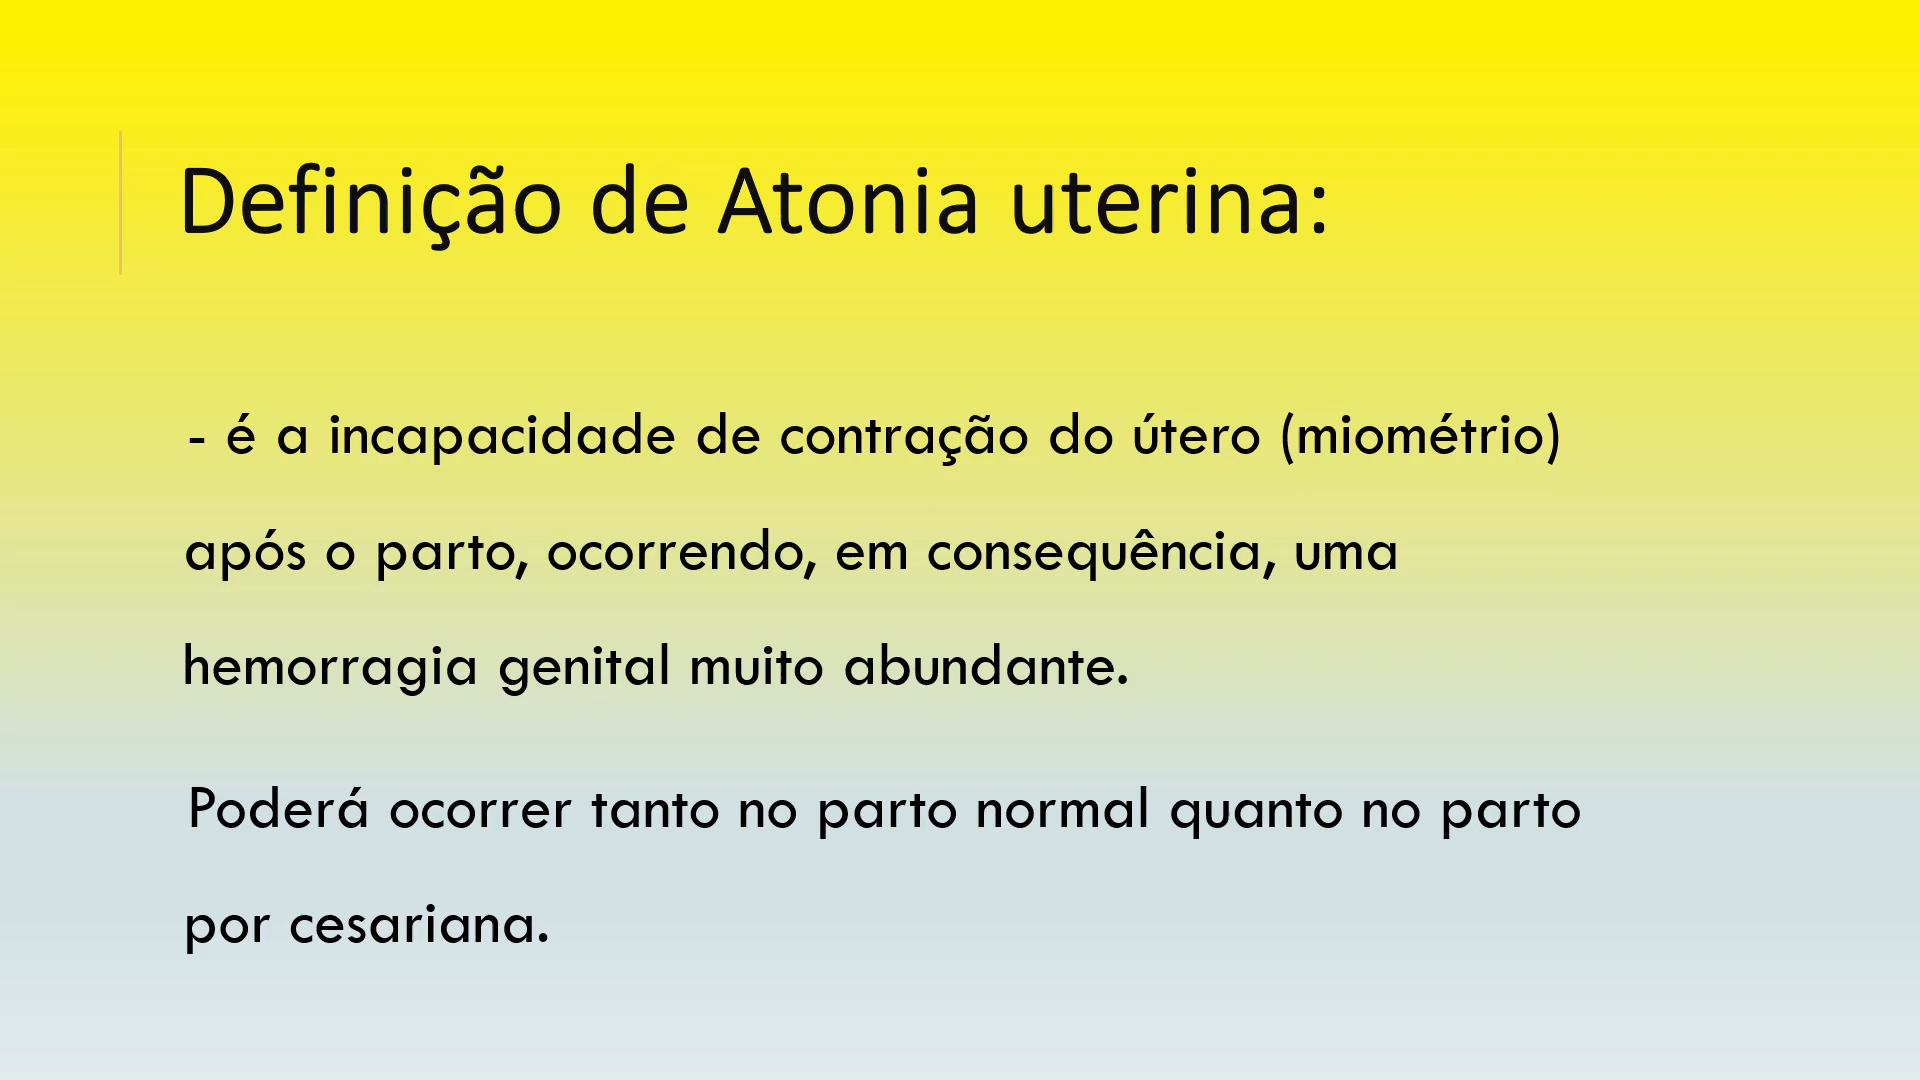 Definição de Atonia uterina:
- é a incapacidade de contração do útero (miométrio)
após o parto, ocorrendo, em consequência, uma
hemorragia genital muito abundante.
Poderá ocorrer tanto no parto normal quanto no parto
por cesariana.